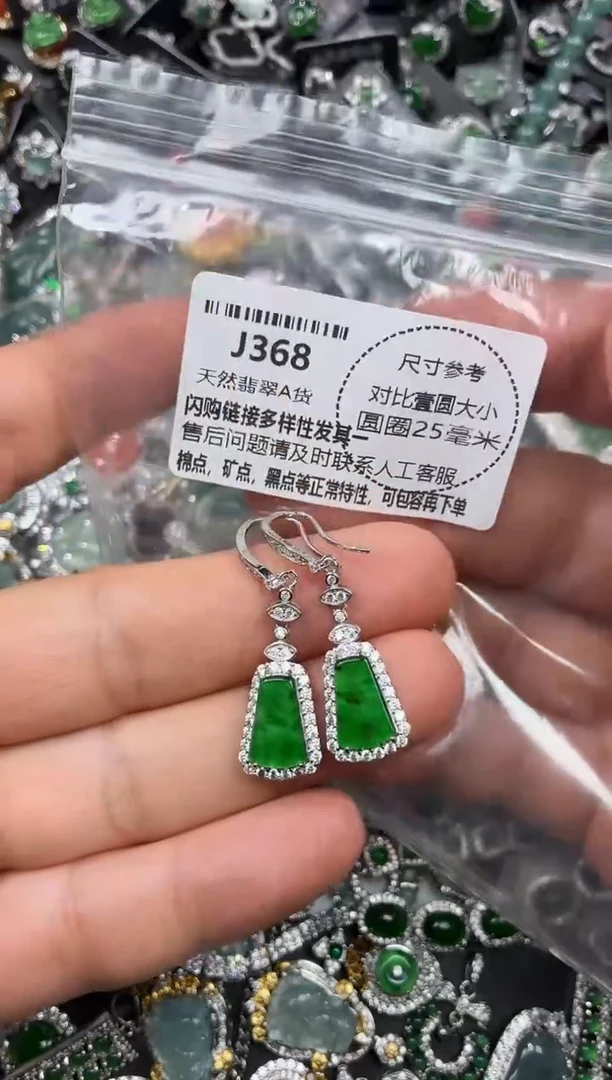 J368
天然翡翠A货
尺寸参考
对比壹圆大小
圆圈25毫米
闪购链接多样性发其一
售后问题请及时联系人工客服
棉点，矿点，黑点等正常特性，可包容再下单